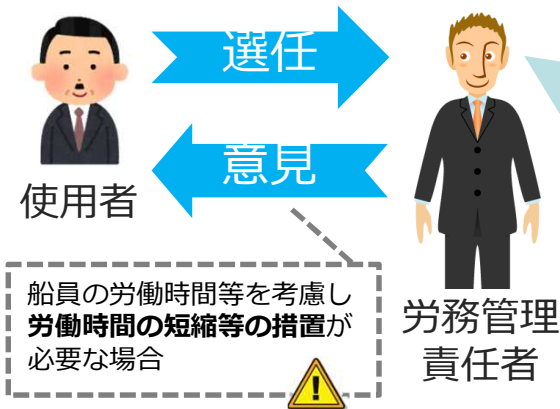 選任
意見
使用者
船員の労働時間等を考慮し
労働時間の短縮等の措置が
必要な場合
労務管理
責任者